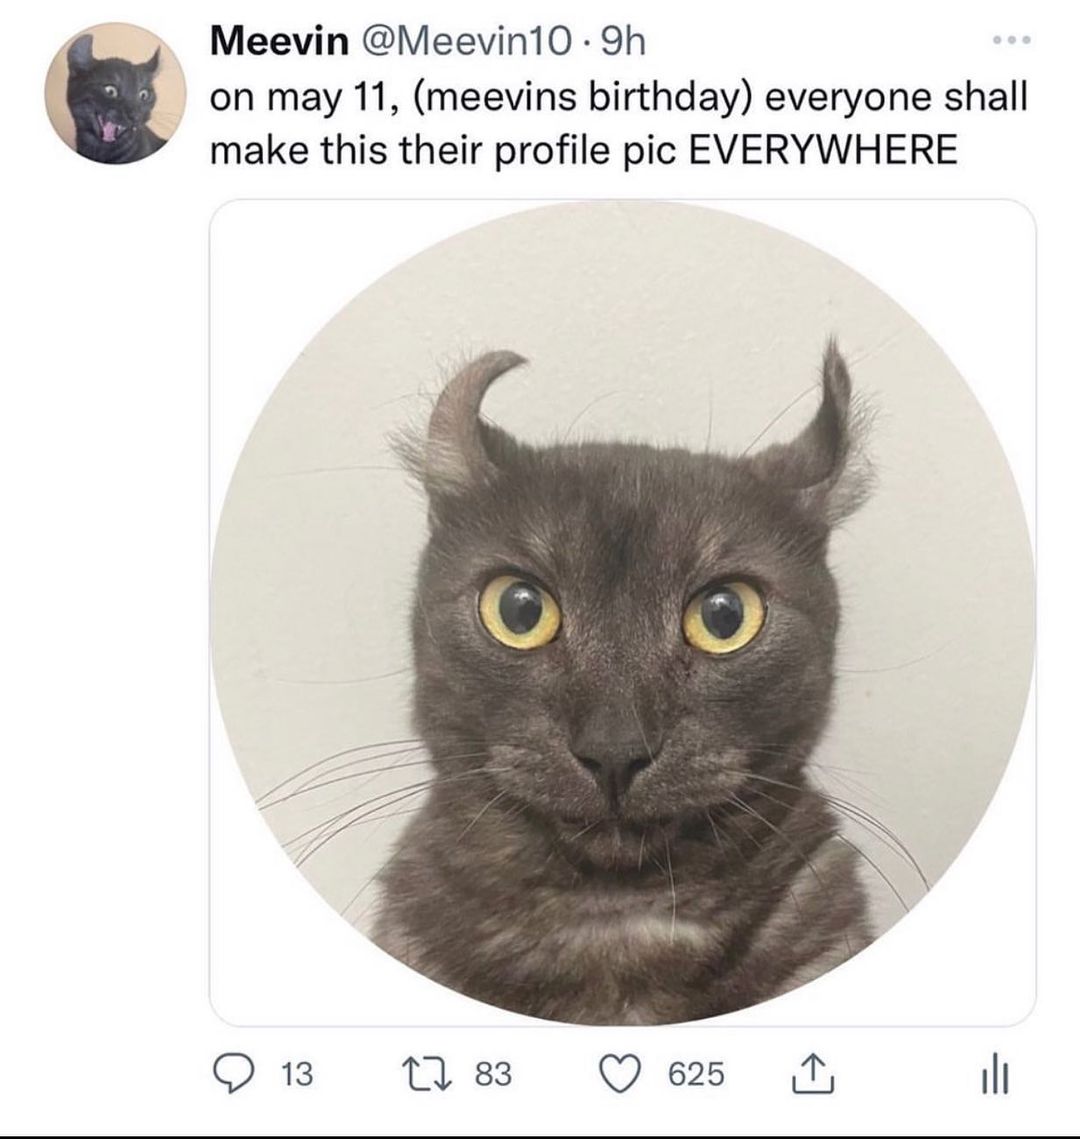 Meevin @Meevin10 · 9h
on may 11, (meevins birthday) everyone shall
make this their profile pic EVERYWHERE
13 83 625